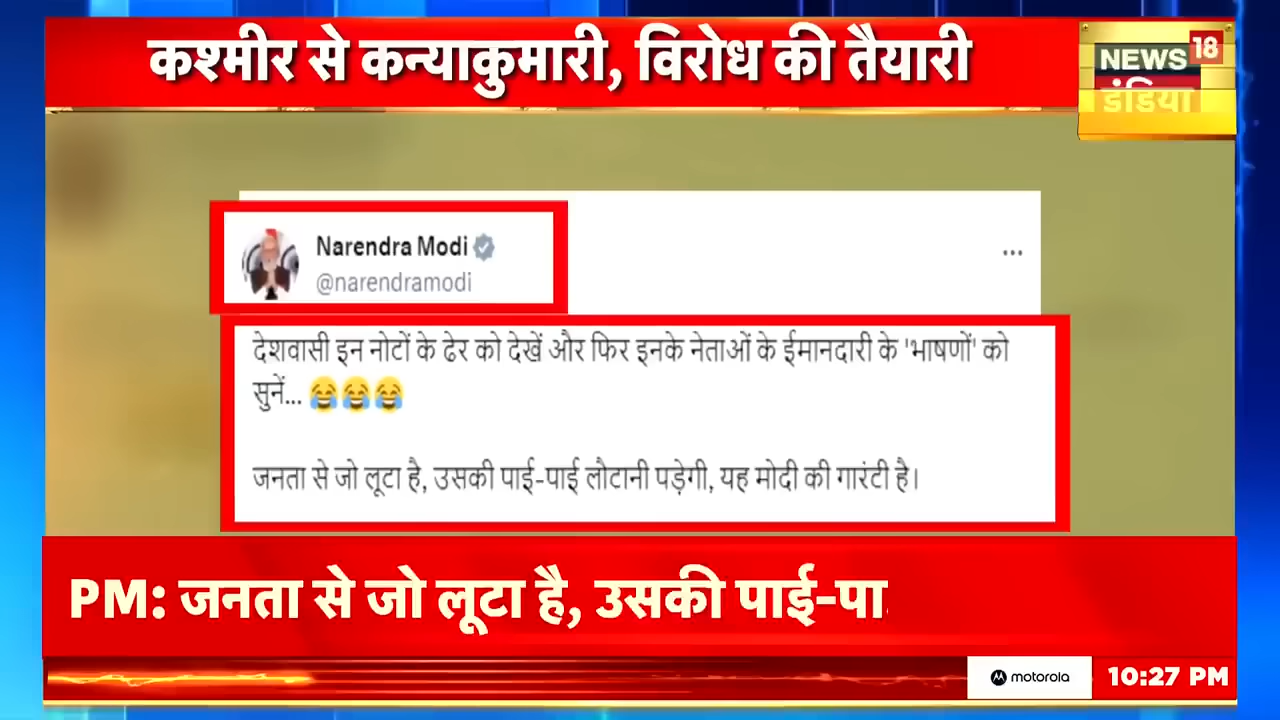 कश्मीर से कन्याकुमारी, विरोध की तैयारी
NEWS 18
इंडिया
Narendra Modi
@narendramodi
देशवासी इन नोटों के ढेर को देखें और फिर इनके नेताओं के ईमानदारी के 'भाषणों' को
सुनें... 😂😂😂
जनता से जो लूटा है, उसकी पाई-पाई लौटानी पड़ेगी, यह मोदी की गारंटी है।
PM: जनता से जो लूटा है, उसकी पाई-पा
motorola
10:27 PM